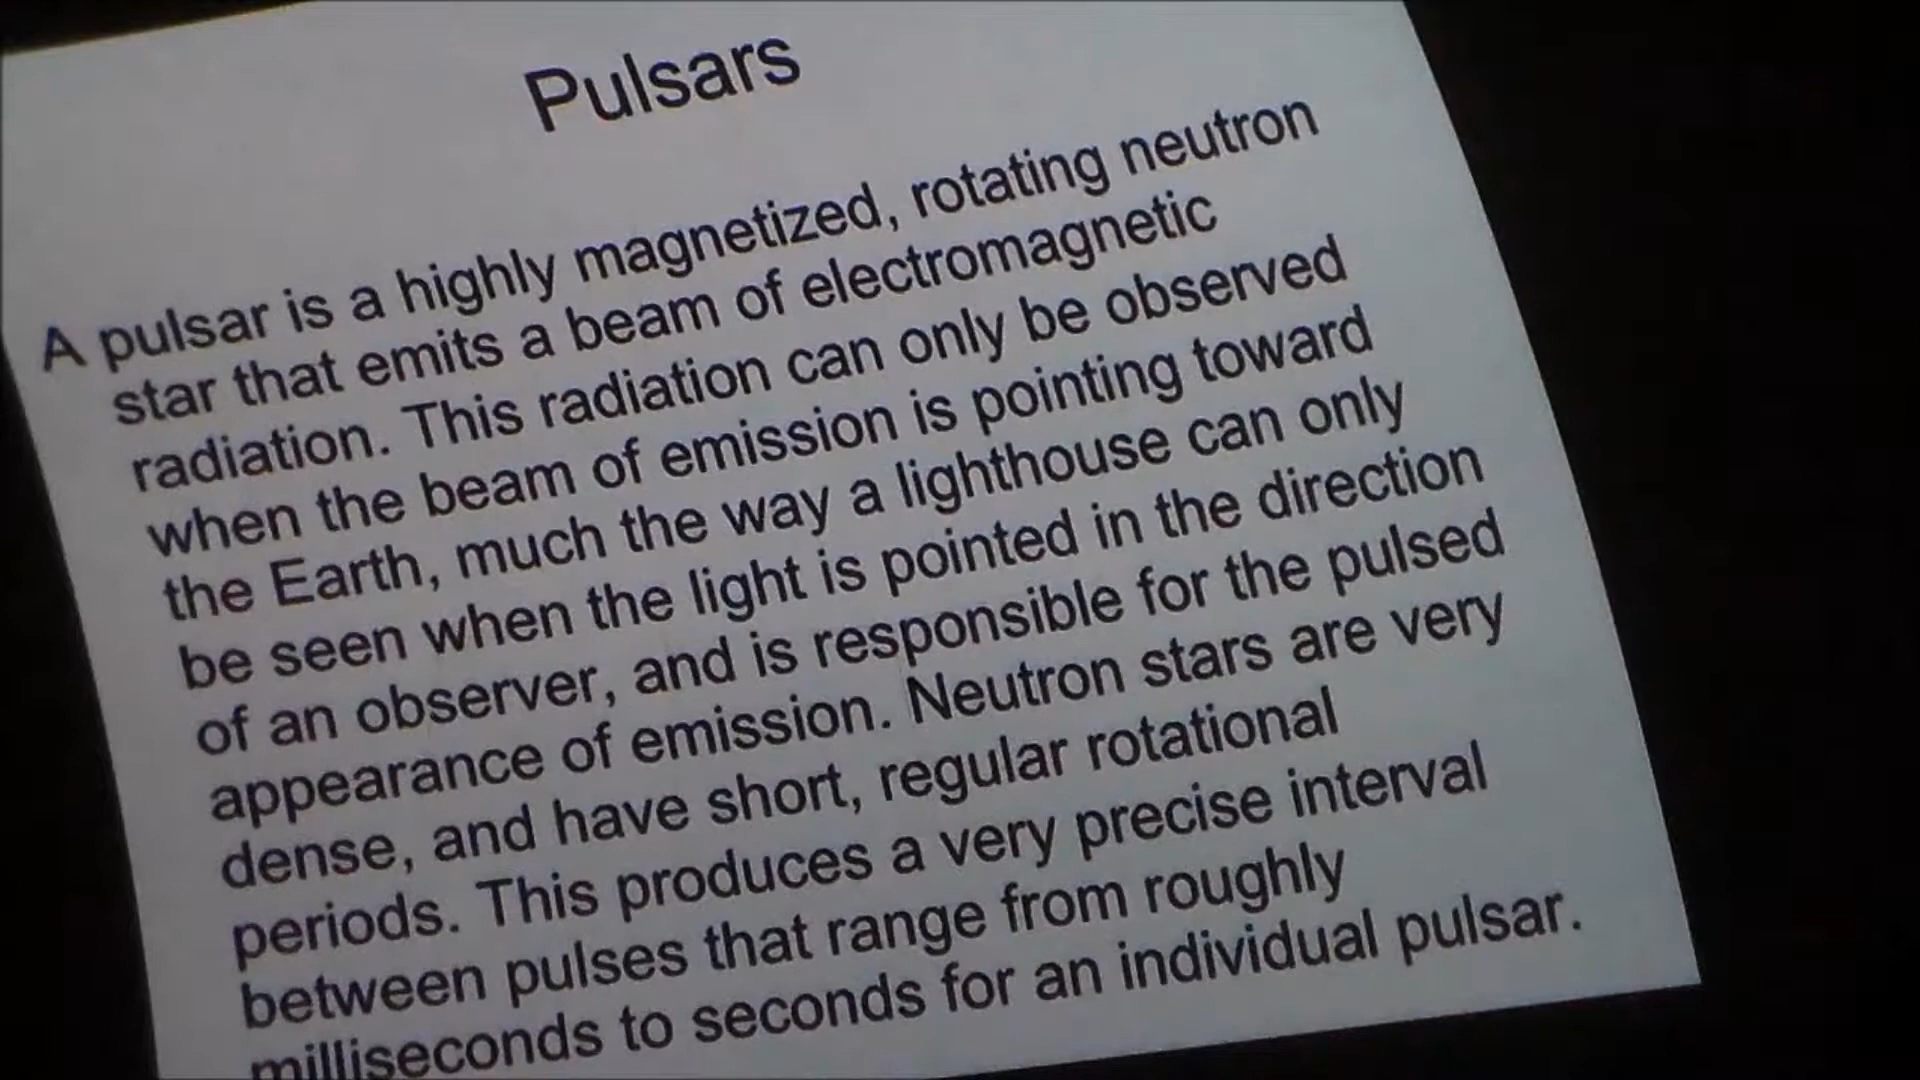 Pulsars
A pulsar is a highly magnetized, rotating neutron
star that emits a beam of electromagnetic
radiation. This radiation can only be observed
when the beam of emission is pointing toward
the Earth, much the way a lighthouse can only
be seen when the light is pointed in the direction
of an observer, and is responsible for the pulsed
appearance of emission. Neutron stars are very
dense, and have short, regular rotational
periods. This produces a very precise interval
between pulses that range from roughly
milliseconds to seconds for an individual pulsar.